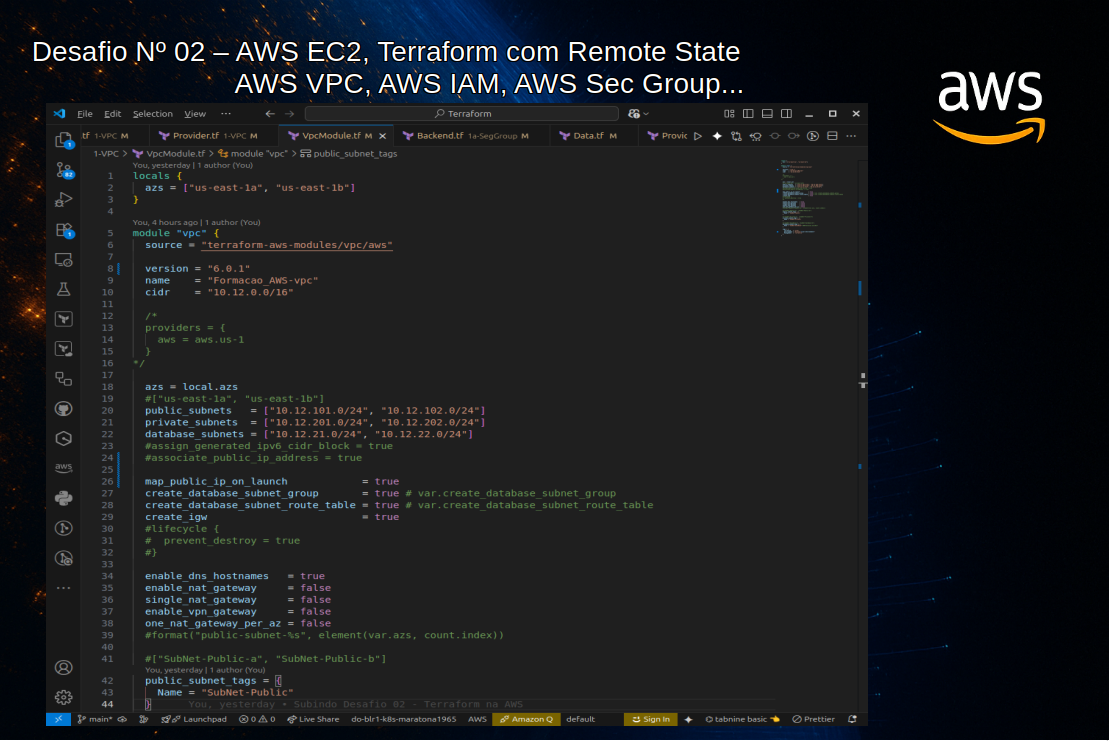 Desafio Nº 02 – AWS EC2, Terraform com Remote State
AWS VPC, AWS IAM, AWS Sec Group...
aws
File Edit Selection View ... Terraform
.tf 1-VPC M Provider.tf 1-VPC M VpcModule.tf M Backend.tf 1a-SegGroup M Data.tf M Provic
1-VPC > VpcModule.tf > module "vpc" > public_subnet_tags
You, yesterday | 1 author (You)
1 locals {
2 azs = ["us-east-1a", "us-east-1b"]
3 }
4
You, 4 hours ago | 1 author (You)
5 module "vpc" {
6 source = "terraform-aws-modules/vpc/aws"
7
8 version = "6.0.1"
9 name = "Formacao_AWS-vpc"
10 cidr = "10.12.0.0/16"
11
12 /*
13 providers = {
14 aws = aws.us-1
15 }
16 */
17
18 azs = local.azs
19 #["us-east-1a", "us-east-1b"]
20 public_subnets = ["10.12.101.0/24", "10.12.102.0/24"]
21 private_subnets = ["10.12.201.0/24", "10.12.202.0/24"]
22 database_subnets = ["10.12.21.0/24", "10.12.22.0/24"]
23 #assign_generated_ipv6_cidr_block = true
24 #associate_public_ip_address = true
25
26 map_public_ip_on_launch = true
27 create_database_subnet_group = true # var.create_database_subnet_group
28 create_database_subnet_route_table = true # var.create_database_subnet_route_table
29 create_igw = true
30 #lifecycle {
31 # prevent_destroy = true
32 #}
33
34 enable_dns_hostnames = true
35 enable_nat_gateway = false
36 single_nat_gateway = false
37 enable_vpn_gateway = false
38 one_nat_gateway_per_az = false
39 #format("public-subnet-%s", element(var.azs, count.index))
40
41 #["SubNet-Public-a", "SubNet-Public-b"]
You, yesterday | 1 author (You)
42 public_subnet_tags = {
43 Name = "SubNet-Public"
44 } You, yesterday • Subindo Desafio 02 - Terraform na AWS
aws
main* Launchpad 0 0 Live Share do-blr1-k8s-maratona1965 AWS Amazon Q default Sign In tabnine basic Prettier